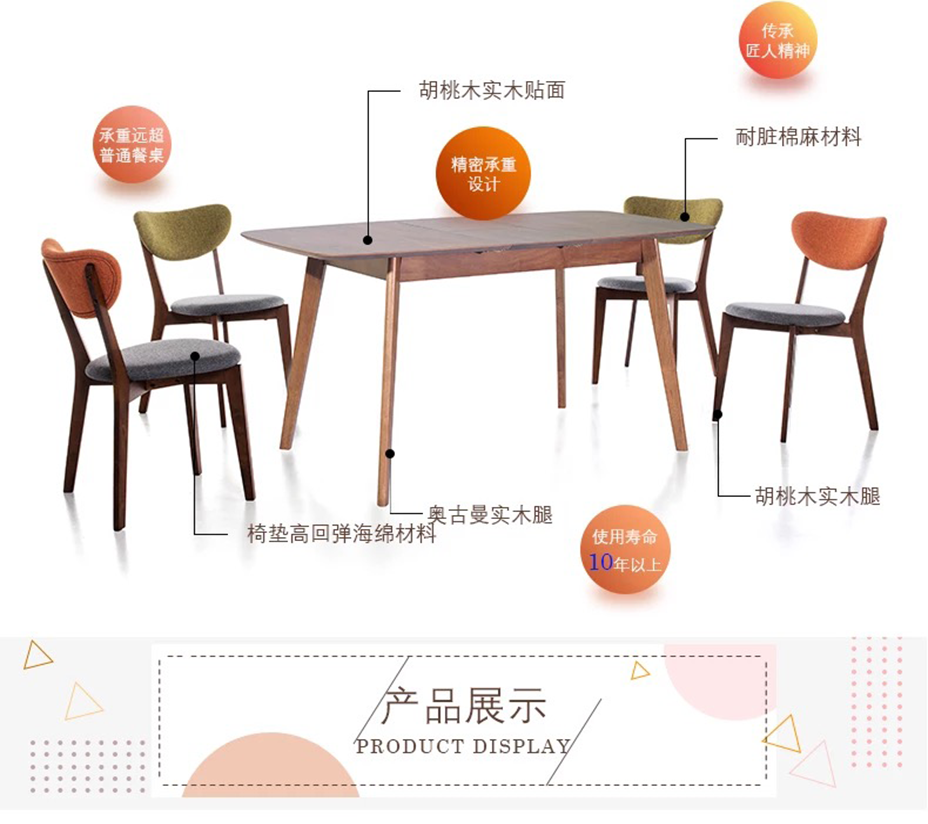 传承
匠人精神
胡桃木实木贴面
承重远超
普通餐桌
耐脏棉麻材料
精密承重
设计
胡桃木实木腿
奥古曼实木腿
椅垫高回弹海绵材料
使用寿命
10年以上
产品展示
PRODUCT DISPLAY